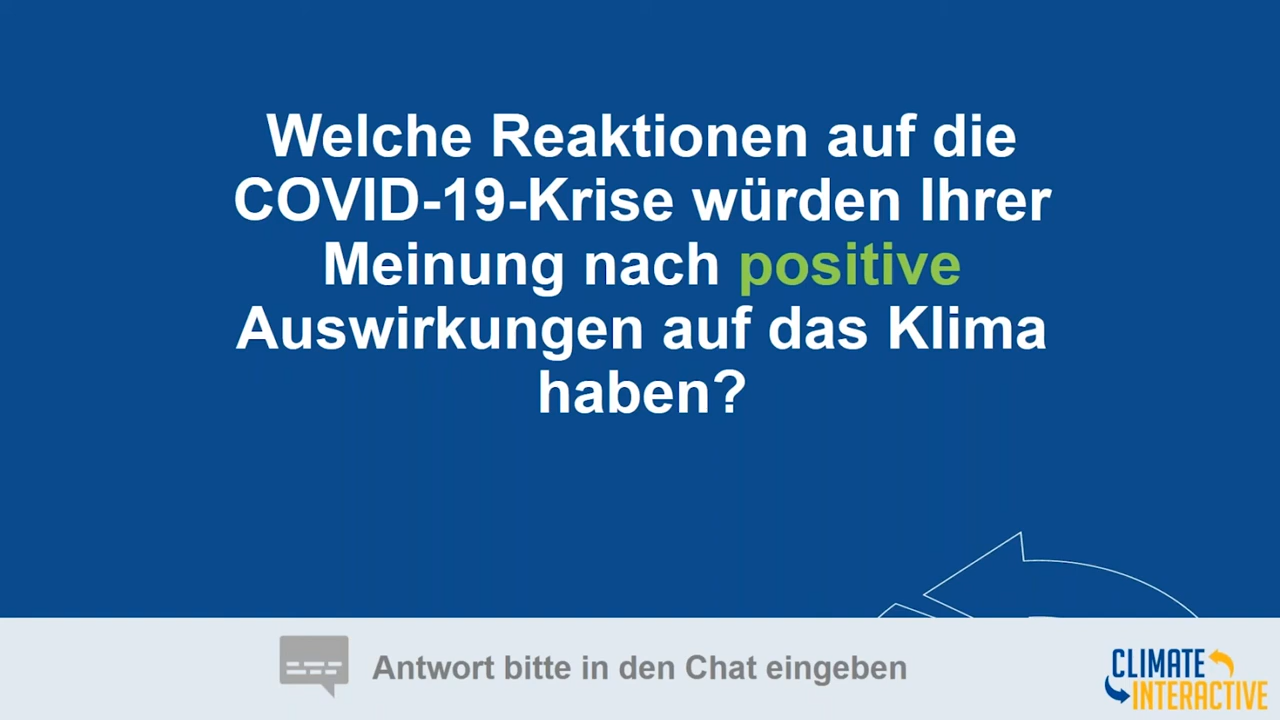 Welche Reaktionen auf die
COVID-19-Krise würden Ihrer
Meinung nach positive
Auswirkungen auf das Klima
haben?
Antwort bitte in den Chat eingeben
CLIMATE
INTERACTIVE